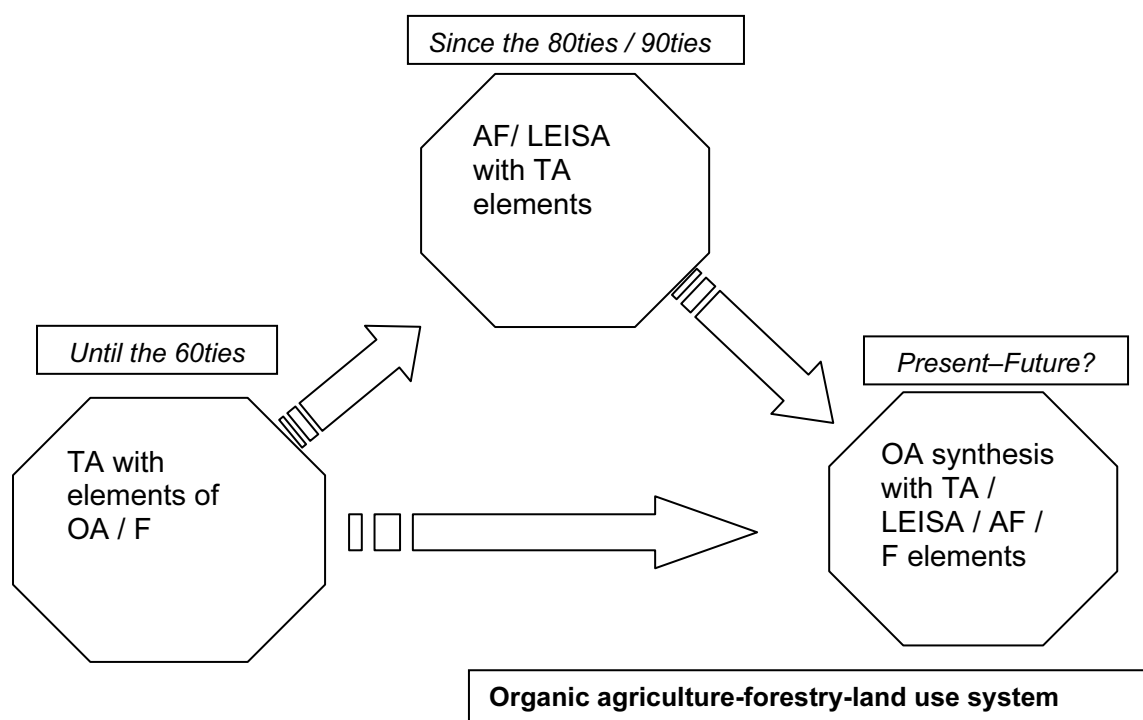 Since the 80ties / 90ties
AF/ LEISA
with TA
elements
Until the 60ties
TA with
elements of
OA / F
Present–Future?
OA synthesis
with TA /
LEISA / AF /
F elements
Organic agriculture-forestry-land use system